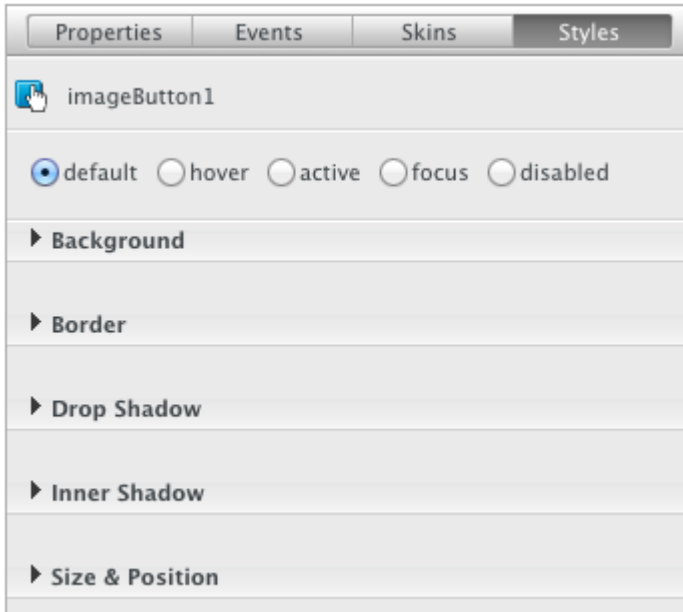 Properties Events Skins Styles
imageButton1
default hover active focus disabled
Background
Border
Drop Shadow
Inner Shadow
Size & Position